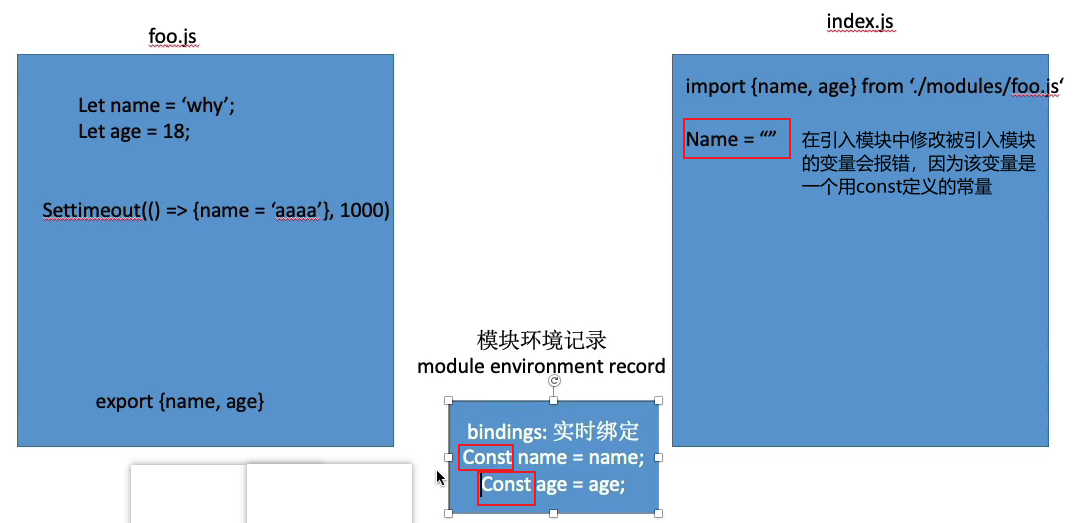 foo.js
Let name = ‘why’;
Let age = 18;
Settimeout(() => {name = ‘aaaa’}, 1000)
export {name, age}
模块环境记录
module environment record
bindings: 实时绑定
Const name = name;
Const age = age;
index.js
import {name, age} from ‘./modules/foo.js‘
Name = “”
在引入模块中修改被引入模块
的变量会报错，因为该变量是
一个用const定义的常量